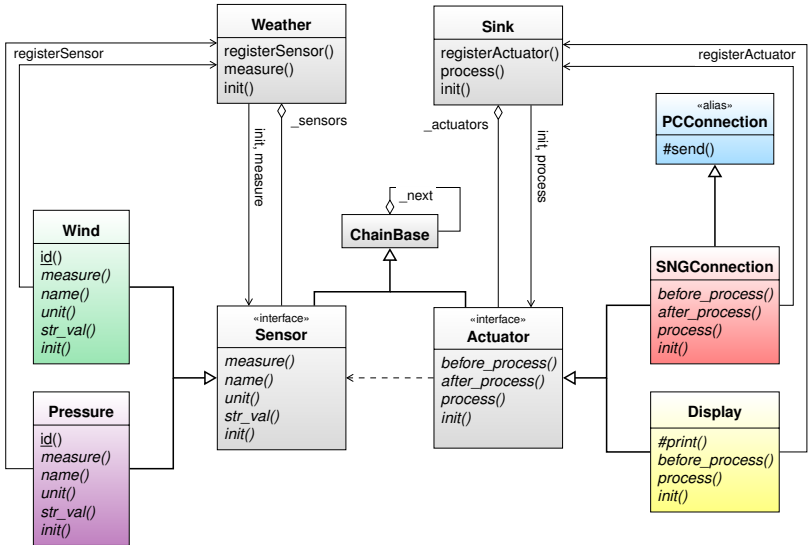 Weather
registerSensor()
measure()
init()
Sink
registerActuator()
process()
init()
registerSensor
registerActuator
_sensors
_actuators
init, measure
init, process
«alias»
PCConnection
#send()
_next
ChainBase
Wind
id()
measure()
name()
unit()
str_val()
init()
SNGConnection
before_process()
after_process()
process()
init()
«interface»
Sensor
measure()
name()
unit()
str_val()
init()
«interface»
Actuator
before_process()
after_process()
process()
init()
Pressure
id()
measure()
name()
unit()
str_val()
init()
Display
#print()
before_process()
process()
init()